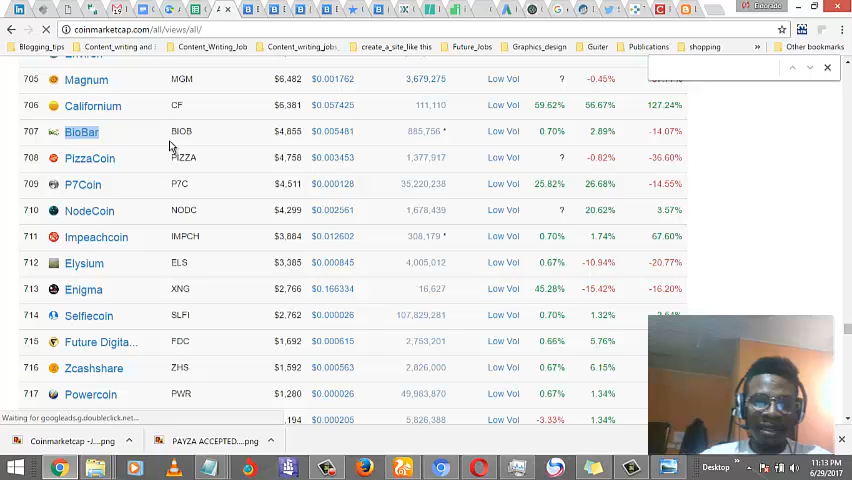 Eldorado
coinmarketcap.com/all/views/all/
Blogging_tips Content_writing and Content_Writing_Job Content_writing_jobs create_a_site_like this Future_Jobs Graphics_design Guiter Publications shopping Other bookmarks
705 Magnum MGM $6,482 $0.001762 3,679,275 Low Vol ? -0.45%
706 Californium CF $6,381 $0.057425 111,110 Low Vol 59.62% 56.67% 127.24%
707 BioBar BIOB $4,855 $0.005481 885,756 * Low Vol 0.70% 2.89% -14.07%
708 PizzaCoin PIZZA $4,758 $0.003453 1,377,917 Low Vol ? -0.82% -36.60%
709 P7Coin P7C $4,511 $0.000128 35,220,238 Low Vol 25.82% 26.68% -14.55%
710 NodeCoin NODC $4,299 $0.002561 1,678,439 Low Vol ? 20.62% 3.57%
711 Impeachcoin IMPCH $3,884 $0.012602 308,179 * Low Vol 0.70% 1.74% 67.60%
712 Elysium ELS $3,385 $0.000845 4,005,012 Low Vol 0.67% -10.94% -20.77%
713 Enigma XNG $2,766 $0.166334 16,627 Low Vol 45.28% -15.42% -16.20%
714 Selfiecoin SLFI $2,762 $0.000026 107,829,281 Low Vol 0.70% 1.32%
715 Future Digita... FDC $1,692 $0.000615 2,753,201 Low Vol 0.66% 5.76%
716 Zcashshare ZHS $1,592 $0.000563 2,826,000 Low Vol 0.67% 6.15%
717 Powercoin PWR $1,280 $0.000026 49,983,870 Low Vol 0.67% 1.34%
Waiting for googleads.g.doubleclick.net... ,194 $0.000205 5,826,388 Low Vol -3.33% 1.34%
Coinmarketcap -J....png PAYZA ACCEPTED....png
Desktop 11:13 PM
6/29/2017